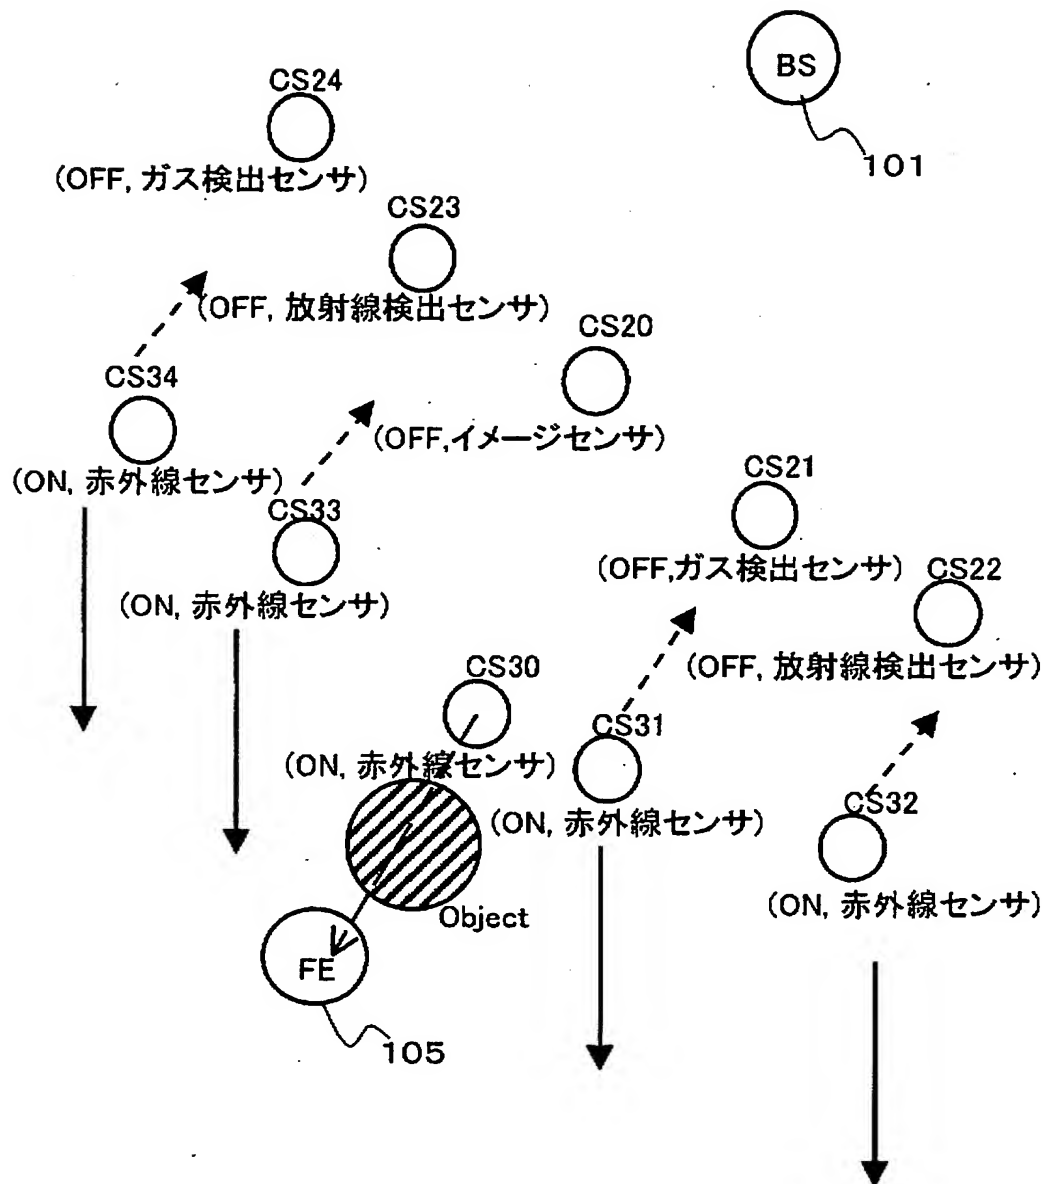 BS
101
CS24
(OFF, ガス検出センサ)
CS23
(OFF, 放射線検出センサ)
CS20
(OFF,イメージセンサ)
CS34
(ON, 赤外線センサ)
CS33
(ON, 赤外線センサ)
CS21
(OFF,ガス検出センサ)
CS22
(OFF, 放射線検出センサ)
CS30
(ON, 赤外線センサ)
CS31
(ON, 赤外線センサ)
CS32
(ON, 赤外線センサ)
Object
FE
105